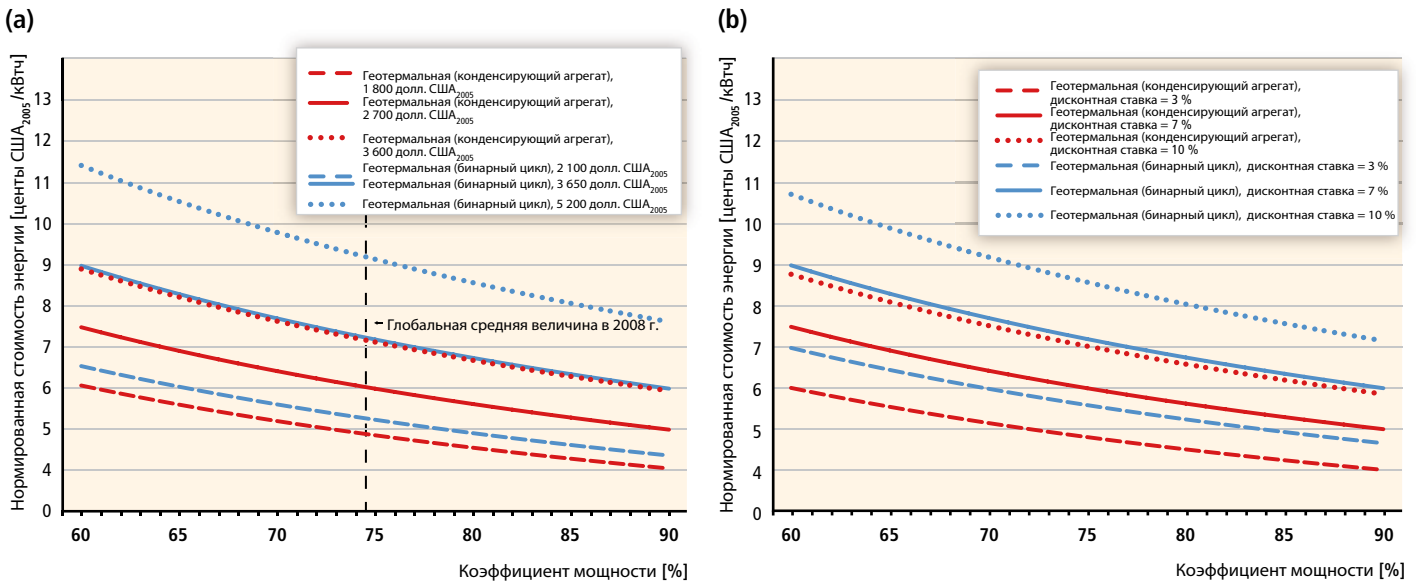 (a)
Нормированная стоимость энергии [центы США2005 /кВтч]
13
12
11
10
9
8
7
6
5
4
0
Геотермальная (конденсирующий агрегат),
1 800 долл. США2005
Геотермальная (конденсирующий агрегат),
2 700 долл. США2005
Геотермальная (конденсирующий агрегат),
3 600 долл. США2005
Геотермальная (бинарный цикл), 2 100 долл. США2005
Геотермальная (бинарный цикл), 3 650 долл. США2005
Геотермальная (бинарный цикл), 5 200 долл. США2005
Глобальная средняя величина в 2008 г.
60 65 70 75 80 85 90
Коэффициент мощности [%]
(b)
Нормированная стоимость энергии [центы США2005 /кВтч]
13
12
11
10
9
8
7
6
5
4
0
Геотермальная (конденсирующий агрегат),
дисконтная ставка = 3 %
Геотермальная (конденсирующий агрегат),
дисконтная ставка = 7 %
Геотермальная (конденсирующий агрегат),
дисконтная ставка = 10 %
Геотермальная (бинарный цикл), дисконтная ставка = 3 %
Геотермальная (бинарный цикл), дисконтная ставка = 7 %
Геотермальная (бинарный цикл), дисконтная ставка = 10 %
60 65 70 75 80 85 90
Коэффициент мощности [%]